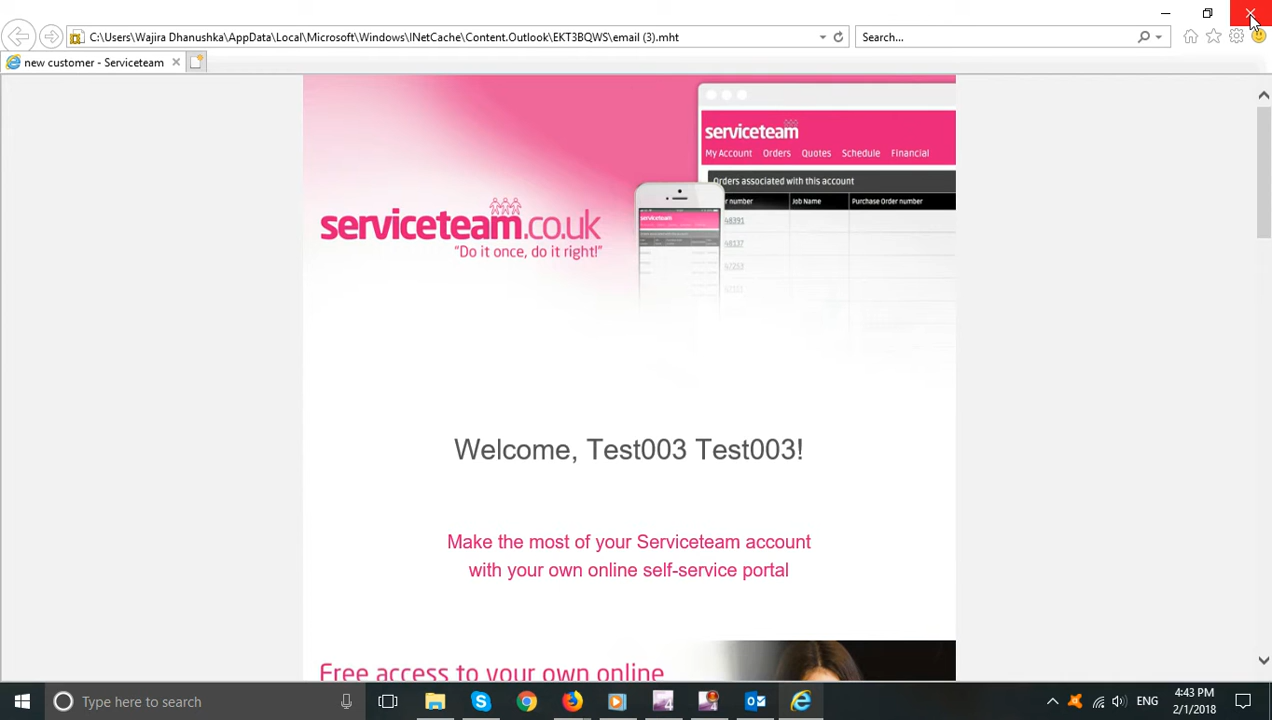 C:\Users\Wajira Dhanushka\AppData\Local\Microsoft\Windows\INetCache\Content.Outlook\EKT3BQWS\email (3).mht
Search...
new customer - Serviceteam
serviceteam
My Account Orders Quotes Schedule Financial
Orders associated with this account
number Job Name Purchase Order number
48391
48137
47253
serviceteam.co.uk
"Do it once, do it right!"
Welcome, Test003 Test003!
Make the most of your Serviceteam account
with your own online self-service portal
Free access to your own online
Type here to search
ENG
4:43 PM
2/1/2018